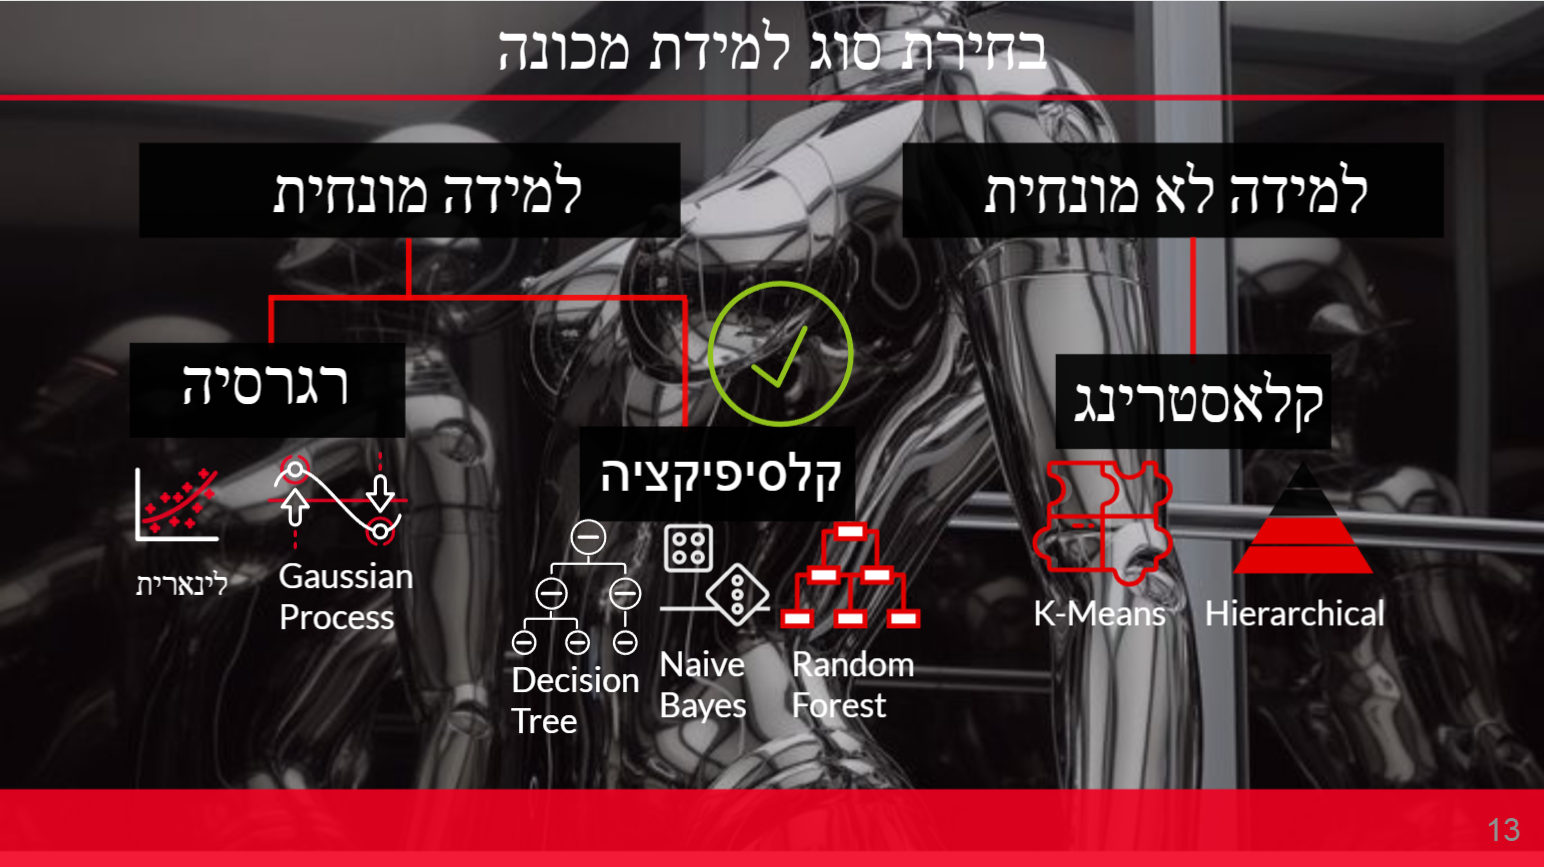 בחירת סוג למידת מכונה
למידה לא מונחית
למידה מונחית
קלאסטרינג
קלסיפיקציה
רגרסיה
לינארית
Gaussian
Process
Decision
Tree
Naive
Bayes
Random
Forest
K-Means
Hierarchical
13